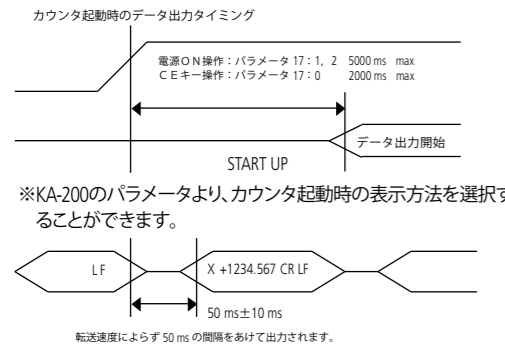 カウンタ起動時のデータ出力タイミング
電源ON操作：パラメータ 17：1，2 5000 ms max
CEキー操作：パラメータ 17：0 2000 ms max
データ出力開始
START UP
※KA-200のパラメータより、カウンタ起動時の表示方法を選択す
ることができます。
LF
X +1234.567 CR LF
50 ms±10 ms
転送速度によらず 50 ms の間隔をあけて出力されます。